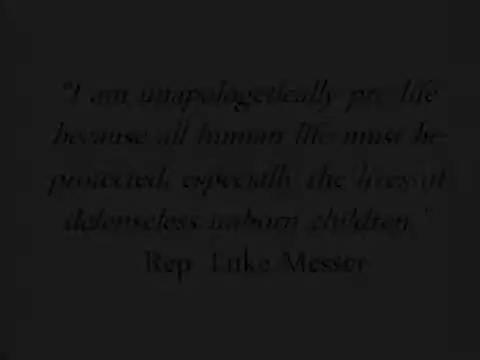 "I am unapologetically pro-life
because all human life must be
protected, especially the lives of
defenseless unborn children."
Rep. Luke Messer